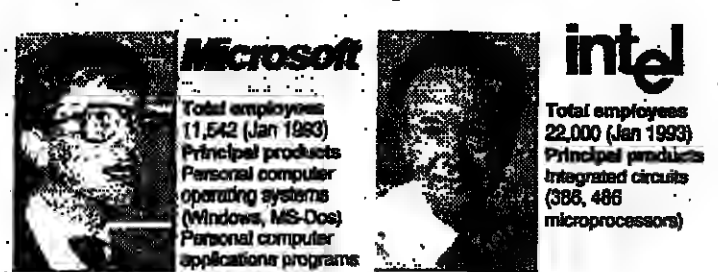 Microsoft
Total employees
11,542 (Jan 1993)
Principal products
Personal computer
operating systems
(Windows, MS-Dos)
Personal computer
applications programs
intel
Total employees
22,000 (Jan 1993)
Principal products
Integrated circuits
(386, 486
microprocessors)